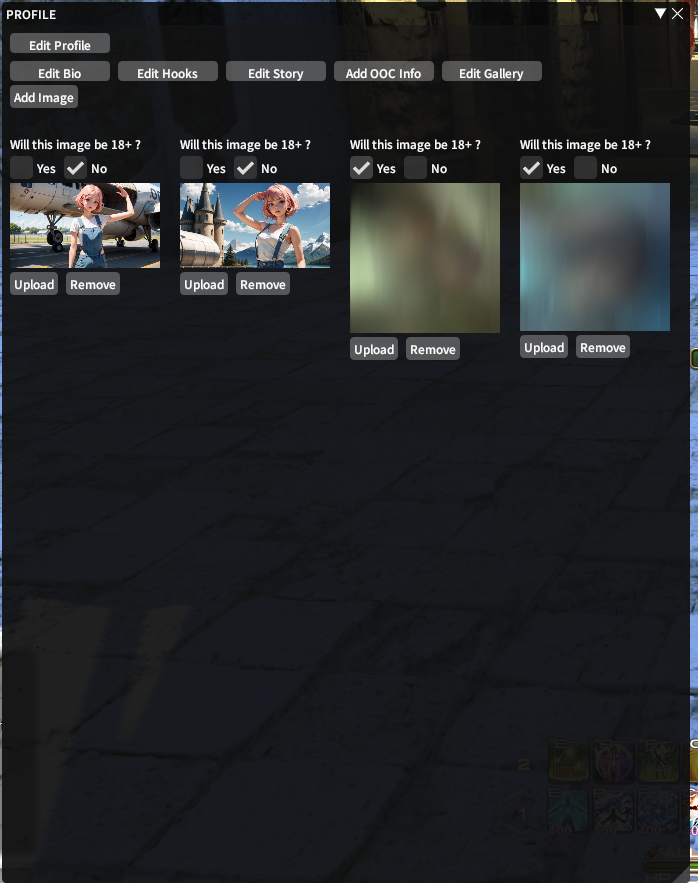 PROFILE
Edit Profile
Edit Bio Edit Hooks Edit Story Add OOC Info Edit Gallery
Add Image
Will this image be 18+ ? Will this image be 18+ ? Will this image be 18+ ? Will this image be 18+ ?
Yes No Yes No Yes No Yes No
Upload Remove Upload Remove
Upload Remove Upload Remove
2
1